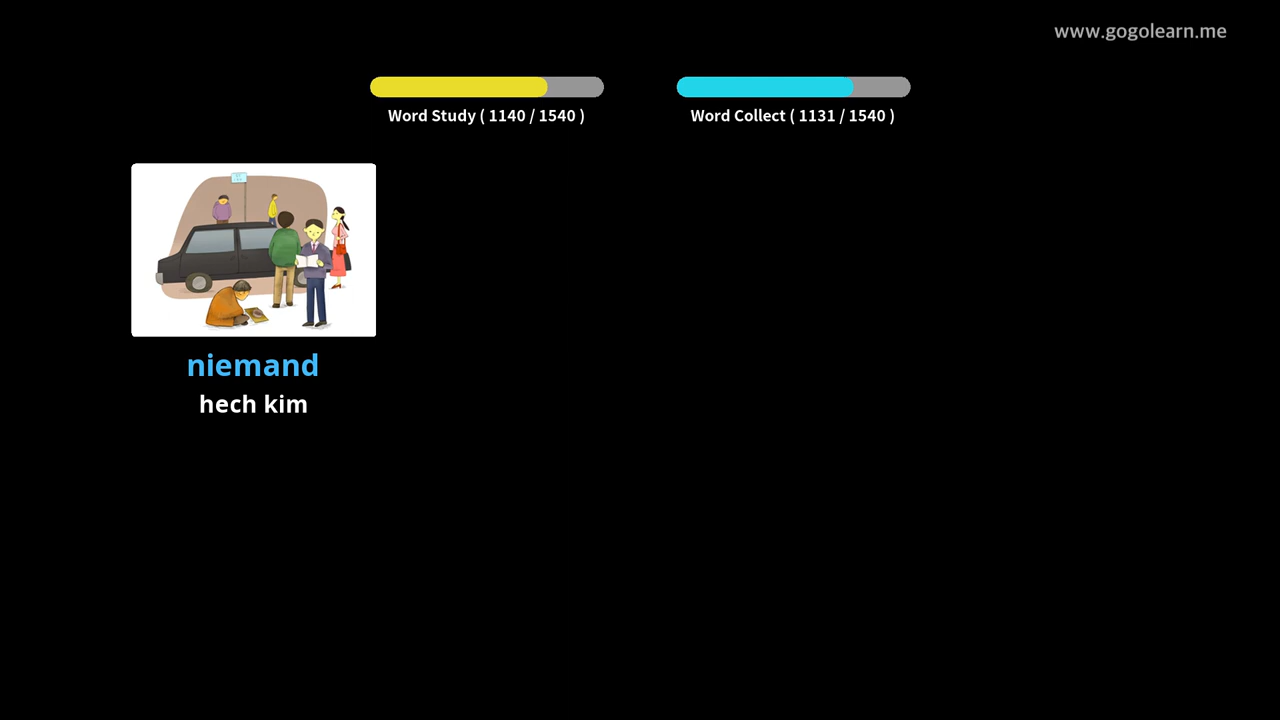 www.gogolearn.me
Word Study ( 1140 / 1540 )
Word Collect ( 1131 / 1540 )
niemand
hech kim